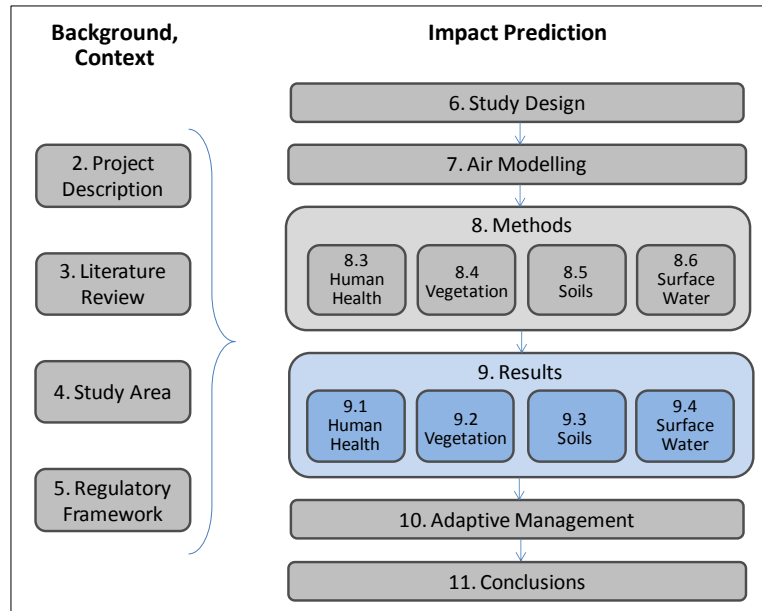 Background,
Context
2. Project
Description
3. Literature
Review
4. Study Area
5. Regulatory
Framework
Impact Prediction
6. Study Design
7. Air Modelling
8. Methods
8.3
Human
Health
8.4
Vegetation
8.5
Soils
8.6
Surface
Water
9. Results
9.1
Human
Health
9.2
Vegetation
9.3
Soils
9.4
Surface
Water
10. Adaptive Management
11. Conclusions